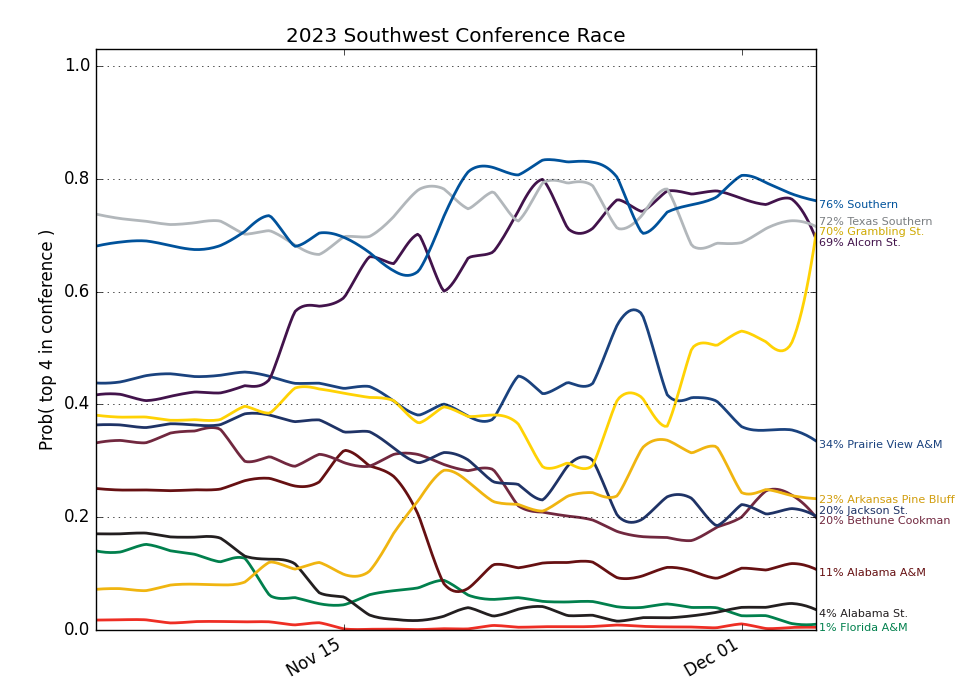 2023 Southwest Conference Race
Prob( top 4 in conference )
1.0
0.8
0.6
0.4
0.2
0.0
Nov 15
Dec 01
76% Southern
72% Texas Southern
70% Grambling St.
69% Alcorn St.
34% Prairie View A&M
23% Arkansas Pine Bluff
20% Jackson St.
20% Bethune Cookman
11% Alabama A&M
4% Alabama St.
1% Florida A&M